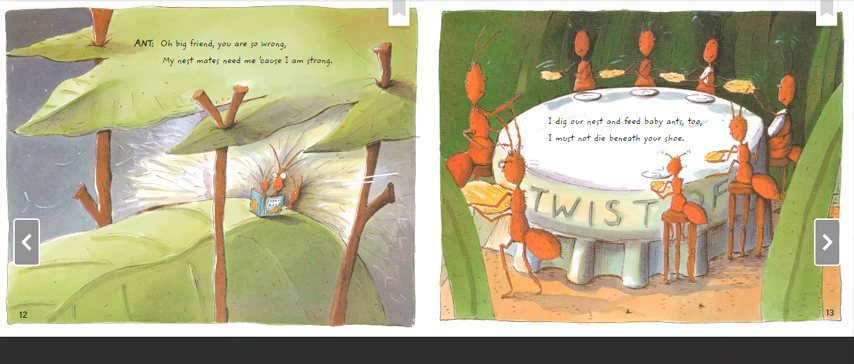 ANT: Oh big friend, you are so wrong,
My nest mates need me 'cause I am strong.
12
I dig our nest and feed baby ants, too,
I must not die beneath your shoe.
TWIST OF
13